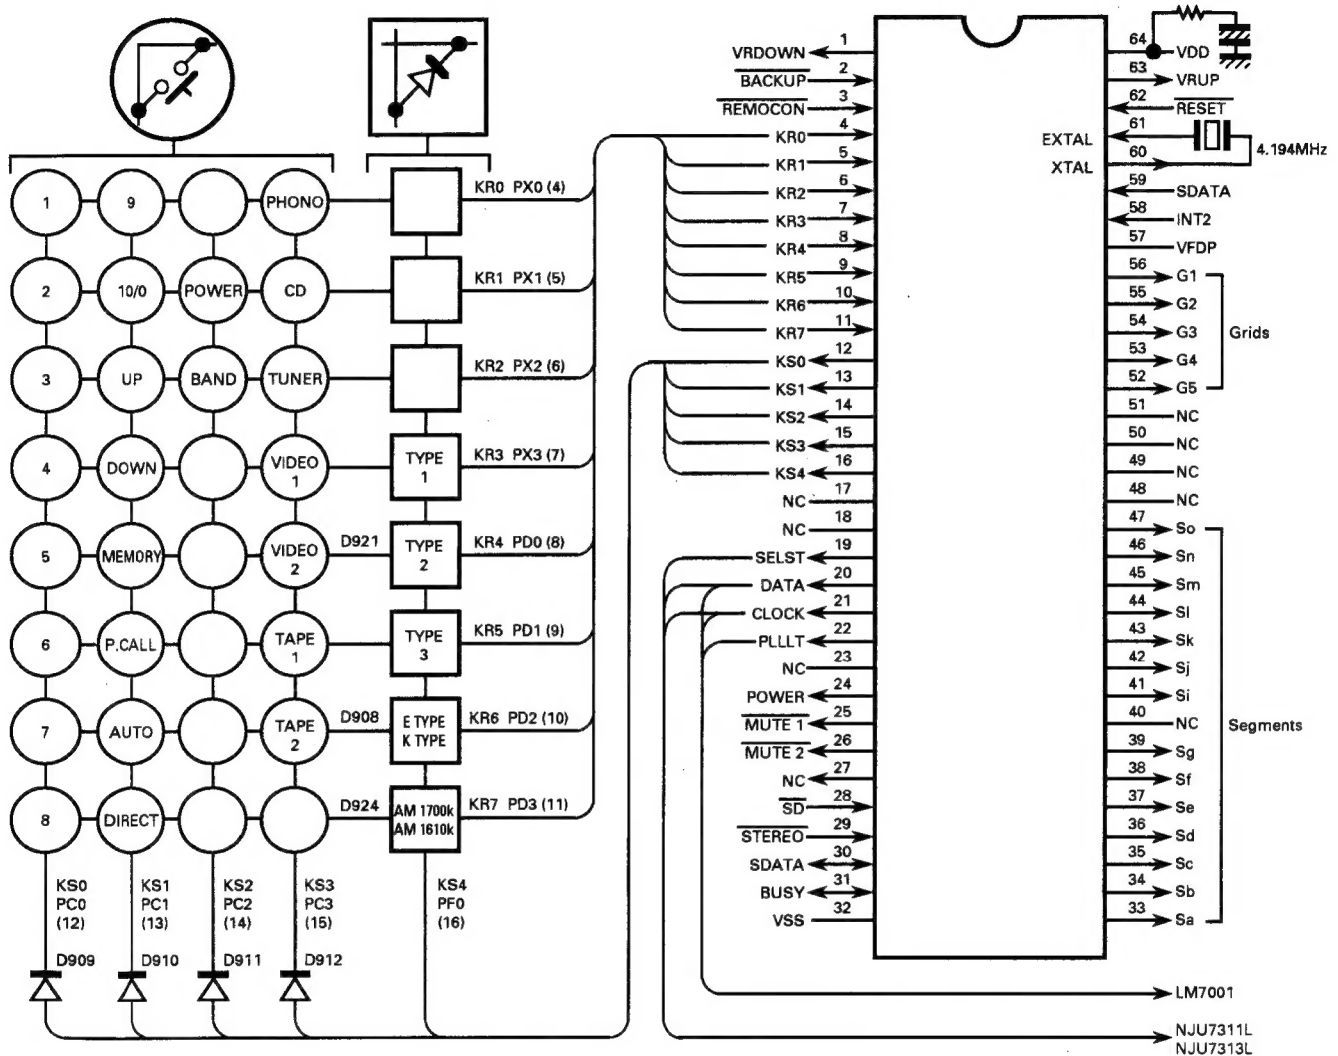 1 9 PHONO KR0 PX0 (4)
2 10/0 POWER CD KR1 PX1 (5)
3 UP BAND TUNER KR2 PX2 (6)
4 DOWN VIDEO 1 TYPE 1 KR3 PX3 (7)
5 MEMORY VIDEO 2 D921 TYPE 2 KR4 PD0 (8)
6 P.CALL TAPE 1 TYPE 3 KR5 PD1 (9)
7 AUTO TAPE 2 D908 E TYPE K TYPE KR6 PD2 (10)
8 DIRECT D924 AM 1700k AM 1610k KR7 PD3 (11)
KS0 KS1 KS2 KS3 KS4
PC0 PC1 PC2 PC3 PF0
(12) (13) (14) (15) (16)
D909 D910 D911 D912
VRDOWN 1
BACKUP 2
REMOCON 3
KR0 4
KR1 5
KR2 6
KR3 7
KR4 8
KR5 9
KR6 10
KR7 11
KS0 12
KS1 13
KS2 14
KS3 15
KS4 16
NC 17
NC 18
SELST 19
DATA 20
CLOCK 21
PLLLT 22
NC 23
POWER 24
MUTE 1 25
MUTE 2 26
NC 27
SD 28
STEREO 29
SDATA 30
BUSY 31
VSS 32
64 VDD
63 VRUP
62 RESET
EXTAL 61
4.194MHz
XTAL 60
59 SDATA
58 INT2
57 VFDP
56 G1
55 G2
54 G3
Grids
53 G4
52 G5
51 NC
50 NC
49 NC
48 NC
47 So
46 Sn
45 Sm
44 Sl
43 Sk
42 Sj
41 Si
40 NC
Segments
39 Sg
38 Sf
37 Se
36 Sd
35 Sc
34 Sb
33 Sa
LM7001
NJU7311L
NJU7313L